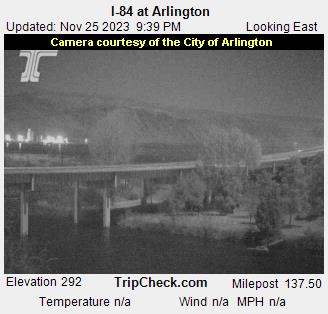 I-84 at Arlington
Updated: Nov 25 2023 9:39 PM Looking East
Camera courtesy of the City of Arlington
Elevation 292 TripCheck.com Milepost 137.50
Temperature n/a Wind n/a MPH n/a